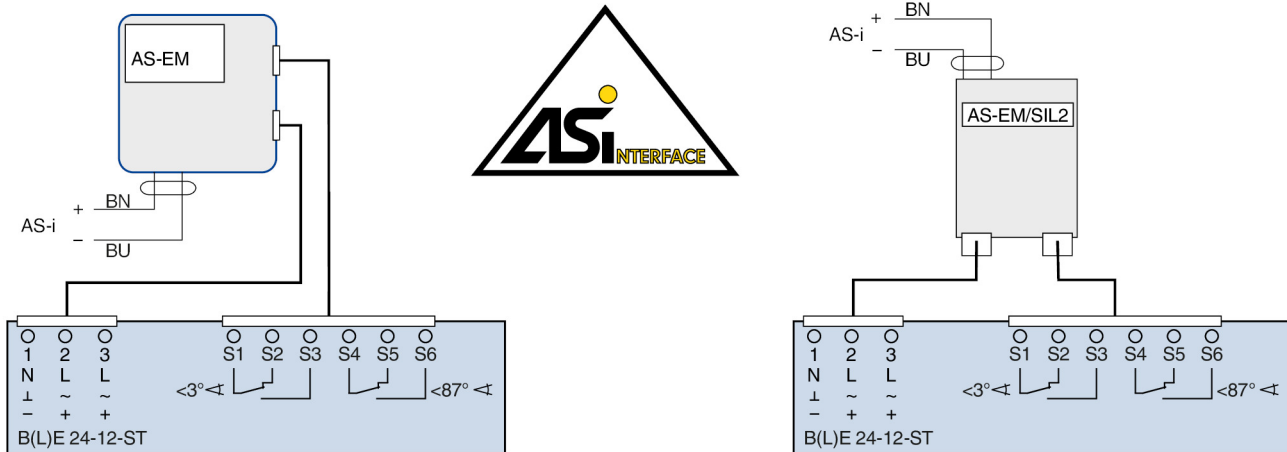 AS-EM
AS-i
+ BN
– BU
ASi NTERFACE
AS-i
+ BN
– BU
AS-EM/SIL2
1 2 3
N L L
⊥ ~ ~
– + +
S1 S2 S3 S4 S5 S6
<3°∢ <87° ∢
B(L)E 24-12-ST
1 2 3
N L L
⊥ ~ ~
– + +
S1 S2 S3 S4 S5 S6
<3°∢ <87° ∢
B(L)E 24-12-ST